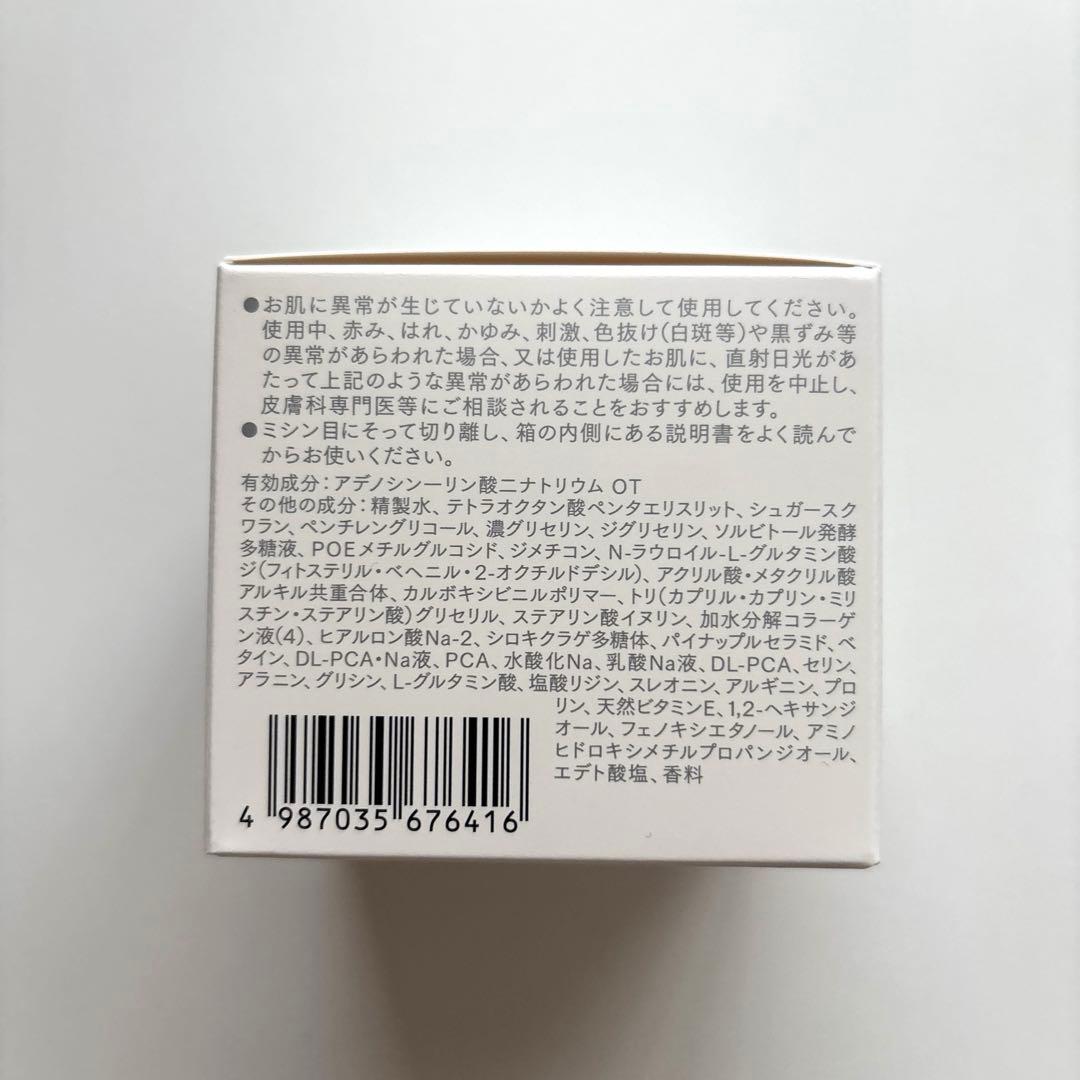 ●お肌に異常が生じていないかよく注意して使用してください。
使用中、赤み、はれ、かゆみ、刺激、色抜け(白斑等)や黒ずみ等
の異常があらわれた場合、又は使用したお肌に、直射日光があ
たって上記のような異常があらわれた場合には、使用を中止し、
皮膚科専門医等にご相談されることをおすすめします。
●ミシン目にそって切り離し、箱の内側にある説明書をよく読んで
からお使いください。
有効成分：アデノシン一リン酸二ナトリウム OT
その他の成分：精製水、テトラオクタン酸ペンタエリスリット、シュガースク
ワラン、ペンチレングリコール、濃グリセリン、ジグリセリン、ソルビトール発酵
多糖液、POEメチルグルコシド、ジメチコン、N-ラウロイル-L-グルタミン酸
ジ(フィトステリル・ベヘニル・2-オクチルドデシル)、アクリル酸・メタクリル酸
アルキル共重合体、カルボキシビニルポリマー、トリ(カプリル・カプリン・ミリ
スチン・ステアリン酸)グリセリル、ステアリン酸イヌリン、加水分解コラーゲ
ン液(4)、ヒアルロン酸Na-2、シロキクラゲ多糖体、パイナップルセラミド、ベ
タイン、DL-PCA・Na液、PCA、水酸化Na、乳酸Na液、DL-PCA、セリン、
アラニン、グリシン、L-グルタミン酸、塩酸リジン、スレオニン、アルギニン、プロ
リン、天然ビタミンE、1,2-ヘキサンジ
オール、フェノキシエタノール、アミノ
ヒドロキシメチルプロパンジオール、
エデト酸塩、香料
4 987035 676416